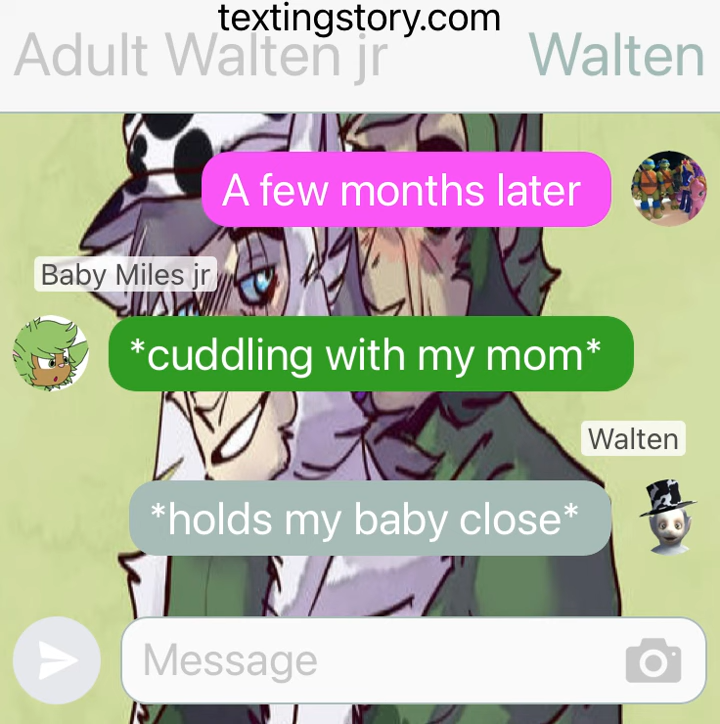 textingstory.com
Adult Walten jr Walten
A few months later
Baby Miles jr
*cuddling with my mom*
Walten
*holds my baby close*
Message